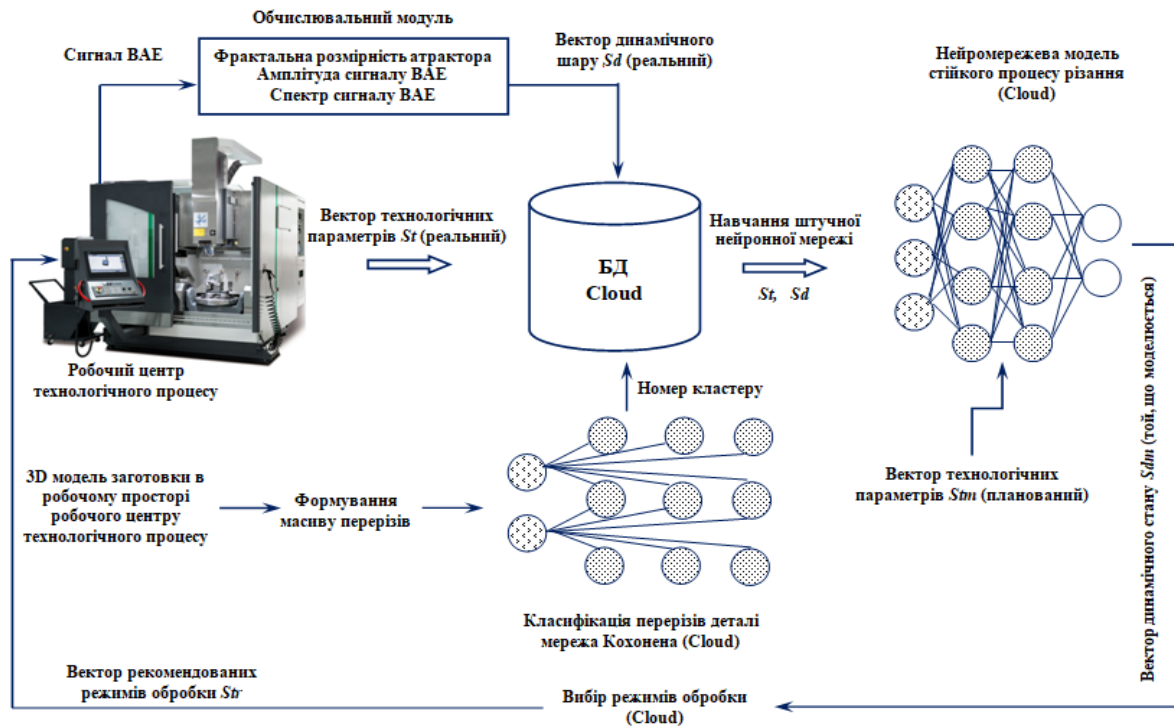 Обчислювальний модуль
Сигнал ВАЕ
Фрактальна розмірність атрактора
Амплітуда сигналу ВАЕ
Спектр сигналу ВАЕ
Вектор динамічного
шару Sd (реальний)
Нейромережева модель
стійкого процесу різання
(Cloud)
Вектор технологічних
параметрів St (реальний)
БД
Cloud
Навчання штучної
нейронної мережі
St, Sd
Робочий центр
технологічного процесу
Номер кластеру
Вектор технологічних
параметрів Stm (планований)
Вектор динамічного стану Sdm (той, що моделюється)
3D модель заготовки в
робочому просторі
робочого центру
технологічного процесу
Формування
масиву перерізів
Класифікація перерізів деталі
мережа Кохонена (Cloud)
Вектор рекомендованих
режимів обробки Str
Вибір режимів обробки
(Cloud)